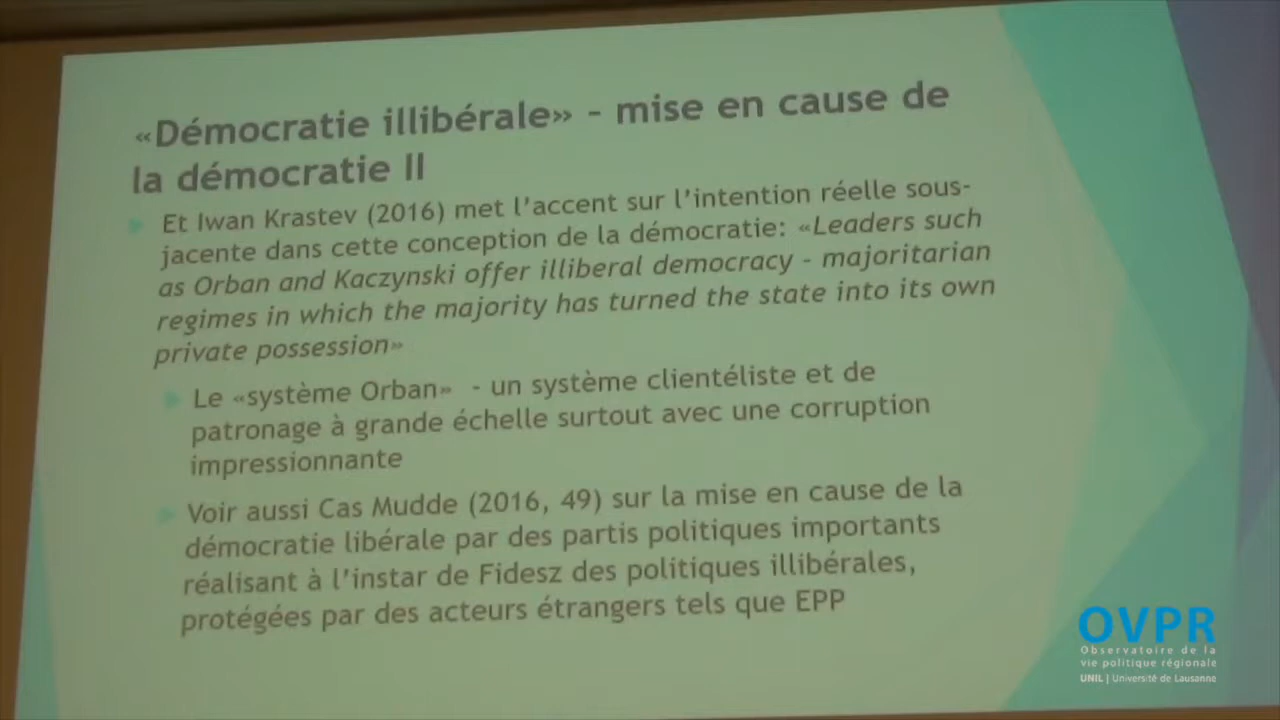 «Démocratie illibérale» - mise en cause de
la démocratie II
Et Iwan Krastev (2016) met l'accent sur l'intention réelle sous-
jacente dans cette conception de la démocratie: «Leaders such
as Orban and Kaczynski offer illiberal democracy - majoritarian
regimes in which the majority has turned the state into its own
private possession»
Le «système Orban» - un système clientéliste et de
patronage à grande échelle surtout avec une corruption
impressionnante
Voir aussi Cas Mudde (2016, 49) sur la mise en cause de la
démocratie libérale par des partis politiques importants
réalisant à l'instar de Fidesz des politiques illibérales,
protégées par des acteurs étrangers tels que EPP
OVPR
Observatoire de la
vie politique régionale
UNIL | Université de Lausanne